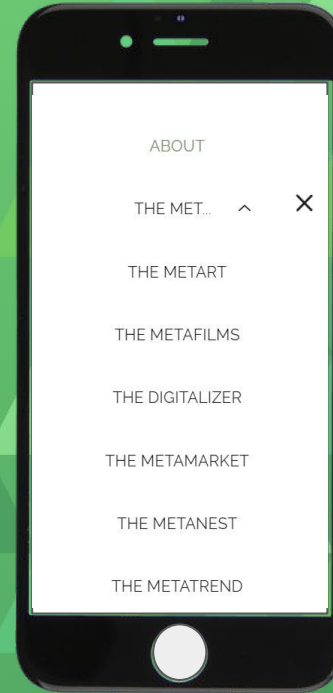 ABOUT
THE MET...
THE METART
THE METAFILMS
THE DIGITALIZER
THE METAMARKET
THE METANEST
THE METATREND